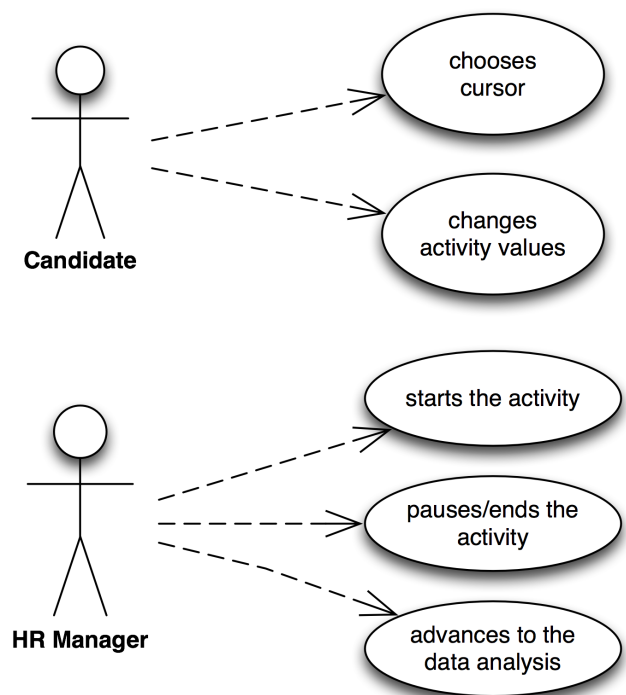 chooses
cursor
changes
activity values
Candidate
starts the activity
pauses/ends the
activity
advances to the
data analysis
HR Manager